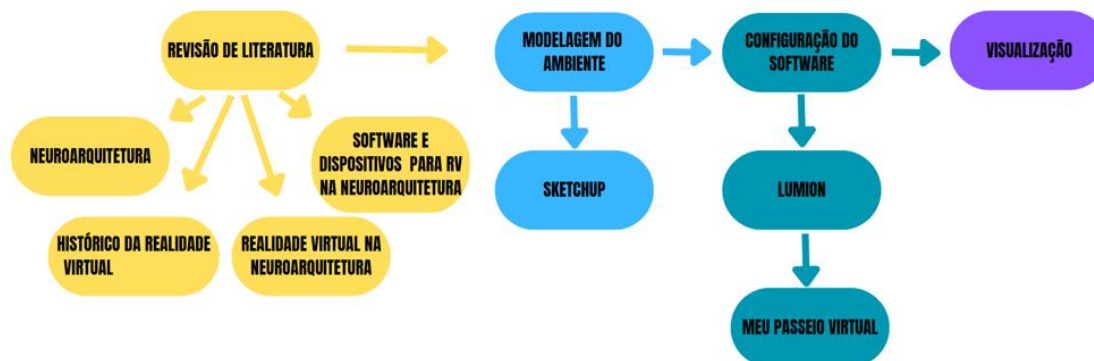 REVISÃO DE LITERATURA
MODELAGEM DO
AMBIENTE
CONFIGURAÇÃO DO
SOFTWARE
VISUALIZAÇÃO
NEUROARQUITETURA
SOFTWARE E
DISPOSITIVOS PARA RV
NA NEUROARQUITETURA
SKETCHUP
LUMION
HISTÓRICO DA REALIDADE
VIRTUAL
REALIDADE VIRTUAL NA
NEUROARQUITETURA
MEU PASSEIO VIRTUAL